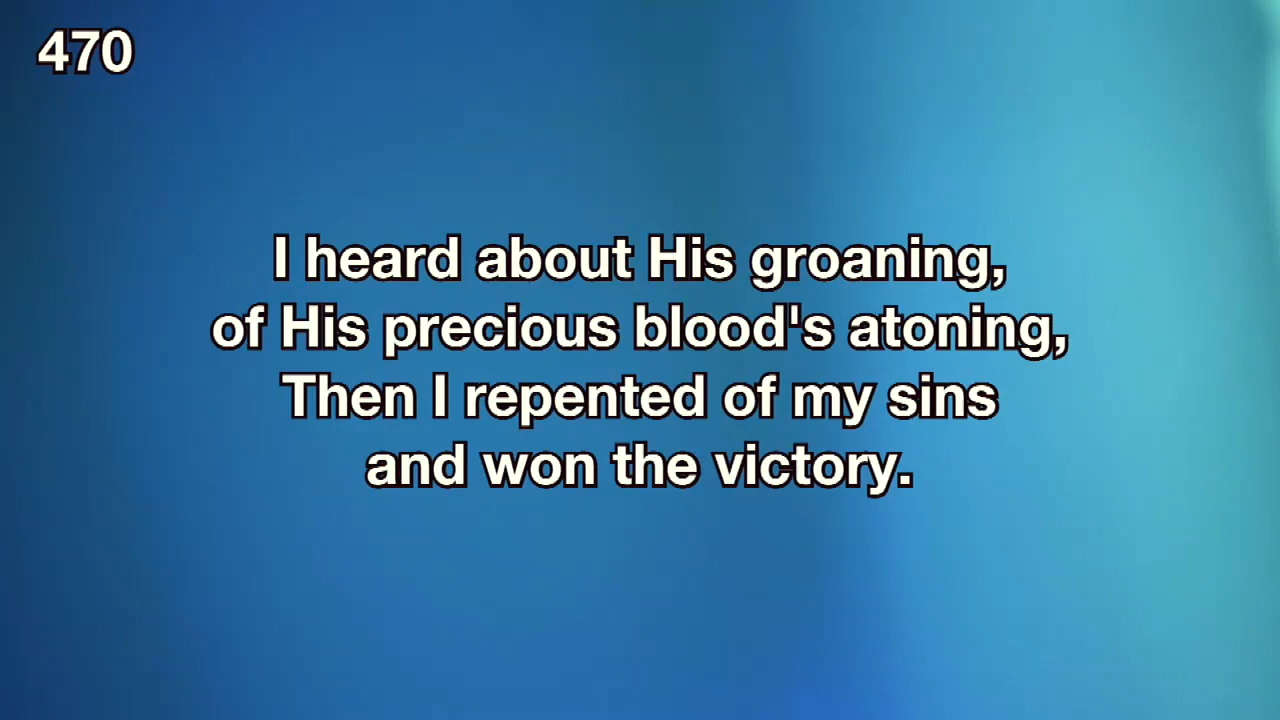 470
I heard about His groaning,
of His precious blood's atoning,
Then I repented of my sins
and won the victory.